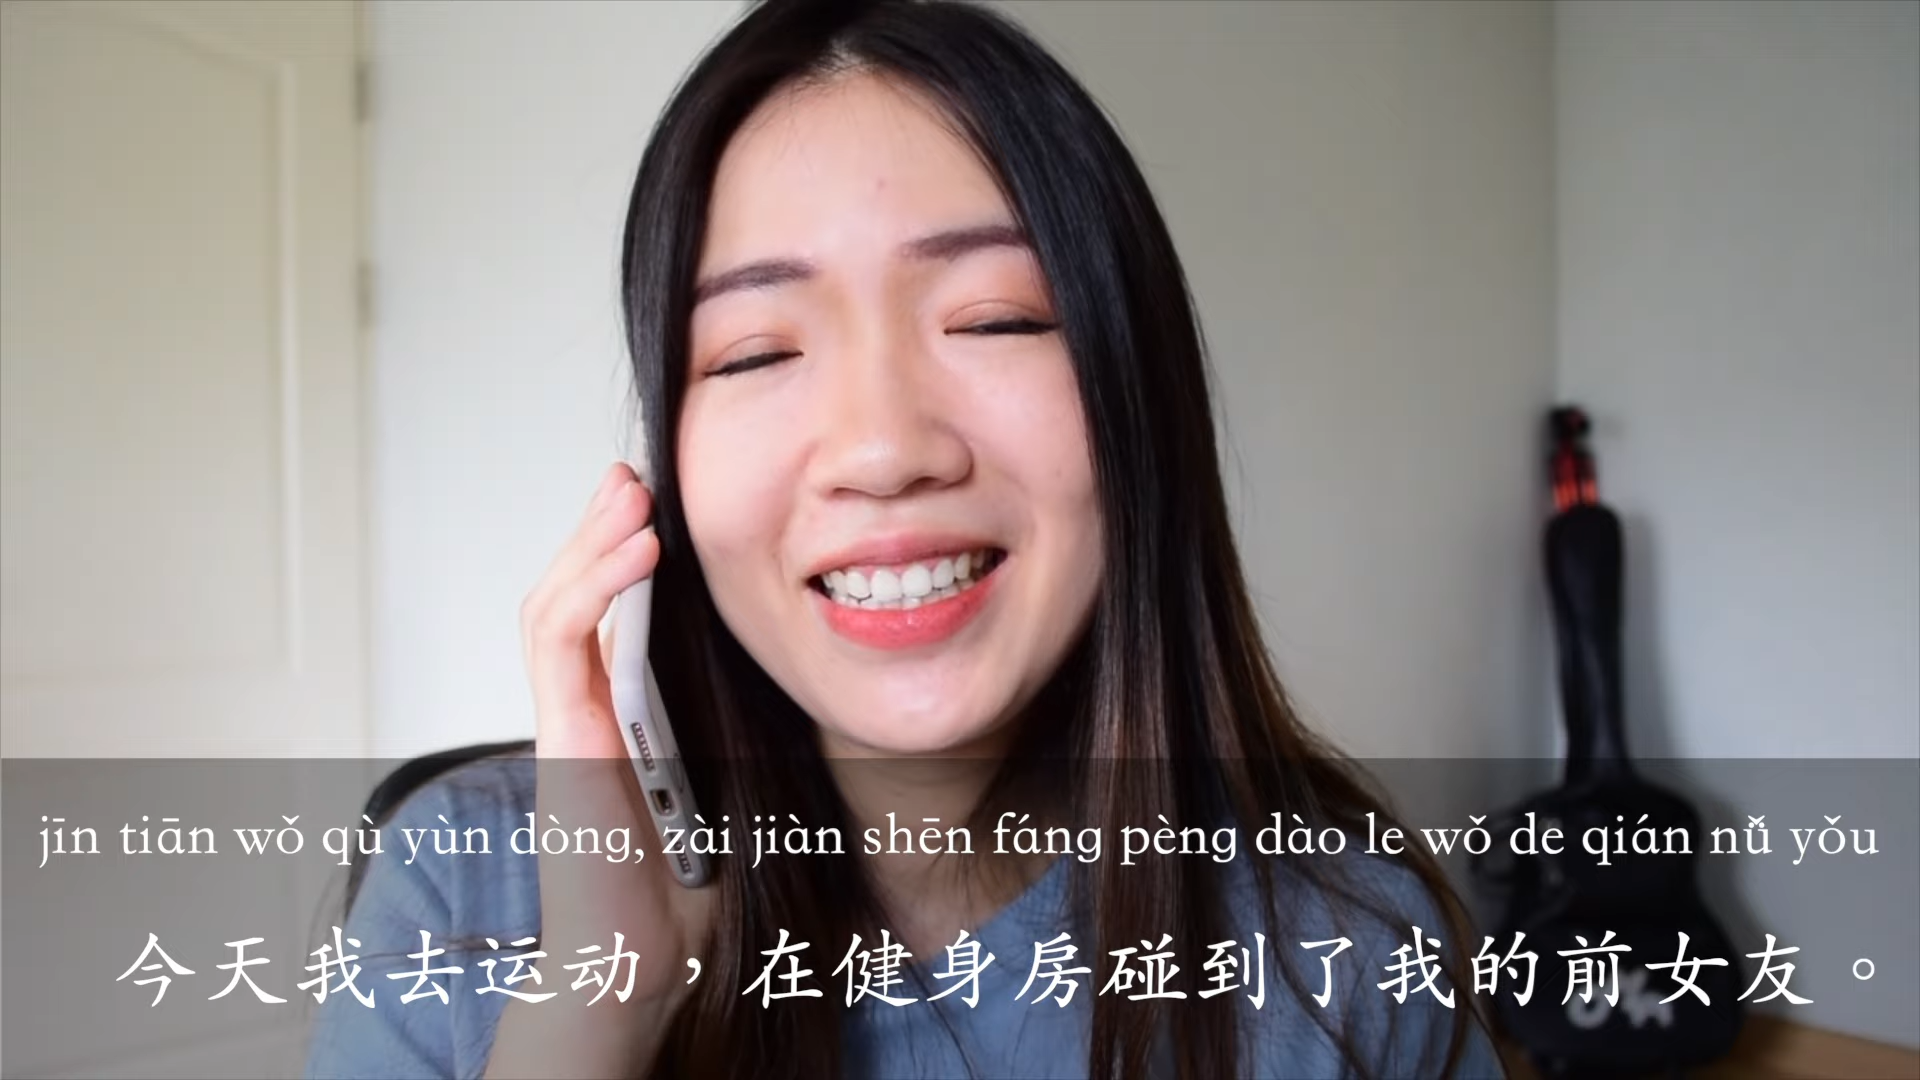 jīn tiān wǒ qù yùn dòng, zài jiàn shēn fáng pèng dào le wǒ de qián nǚ yǒu
今天我去运动，在健身房碰到了我的前女友。